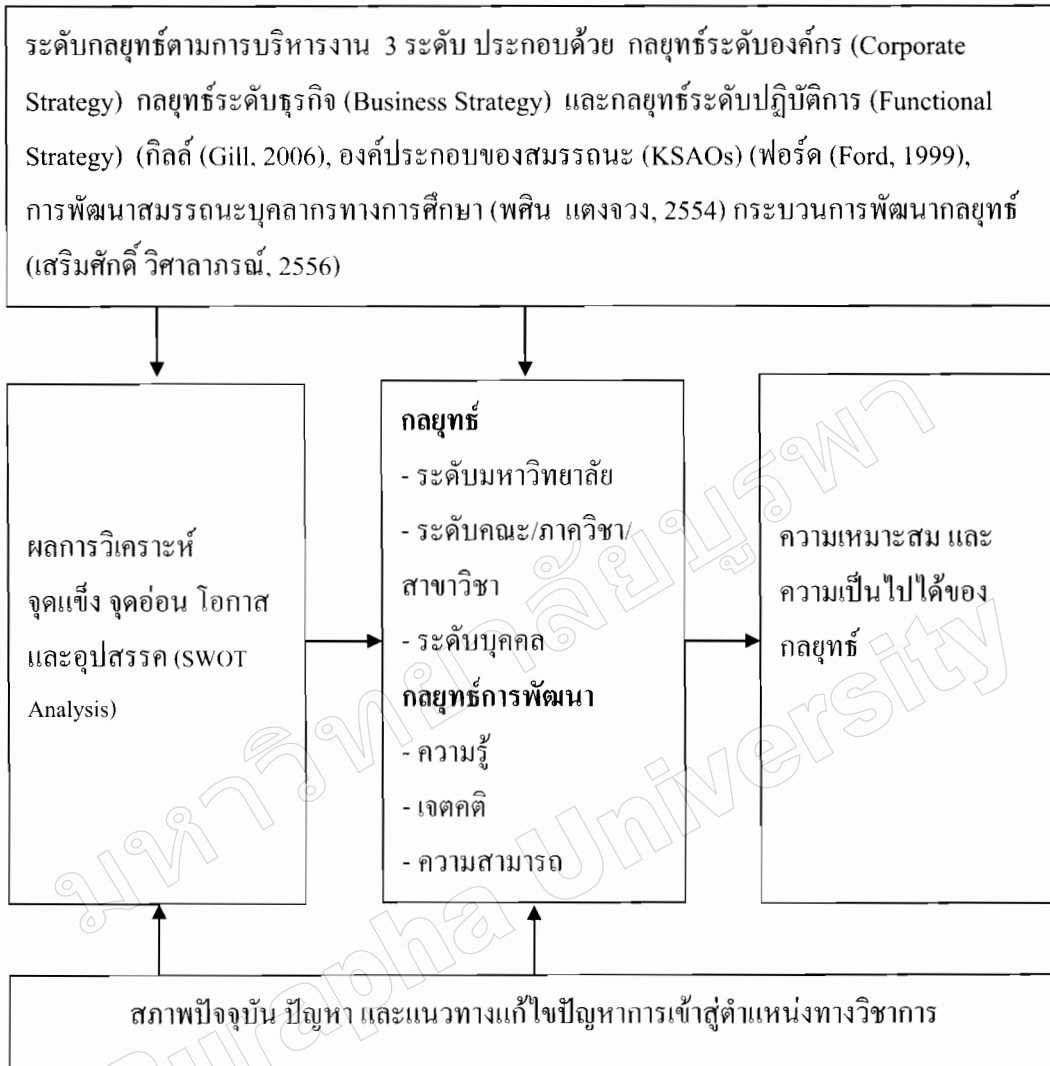 ระดับกลยุทธ์ตามการบริหารงาน 3 ระดับ ประกอบด้วย กลยุทธ์ระดับองค์กร (Corporate
Strategy) กลยุทธ์ระดับธุรกิจ (Business Strategy) และกลยุทธ์ระดับปฏิบัติการ (Functional
Strategy) (กิลล์ (Gill, 2006), องค์ประกอบของสมรรถนะ (KSAOs) (ฟอร์ด (Ford, 1999),
การพัฒนาสมรรถนะบุคลากรทางการศึกษา (พศิน แตงจวง, 2554) กระบวนการพัฒนากลยุทธ์
(เสริมศักดิ์ วิศาลาภรณ์, 2556)
ผลการวิเคราะห์
จุดแข็ง จุดอ่อน โอกาส
และอุปสรรค (SWOT
Analysis)
กลยุทธ์
- ระดับมหาวิทยาลัย
- ระดับคณะ/ภาควิชา/
สาขาวิชา
- ระดับบุคคล
กลยุทธ์การพัฒนา
- ความรู้
- เจตคติ
- ความสามารถ
ความเหมาะสม และ
ความเป็นไปได้ของ
กลยุทธ์
สภาพปัจจุบัน ปัญหา และแนวทางแก้ไขปัญหาการเข้าสู่ตำแหน่งทางวิชาการ
มหาวิทยาลัยบูรพา
Burapha University